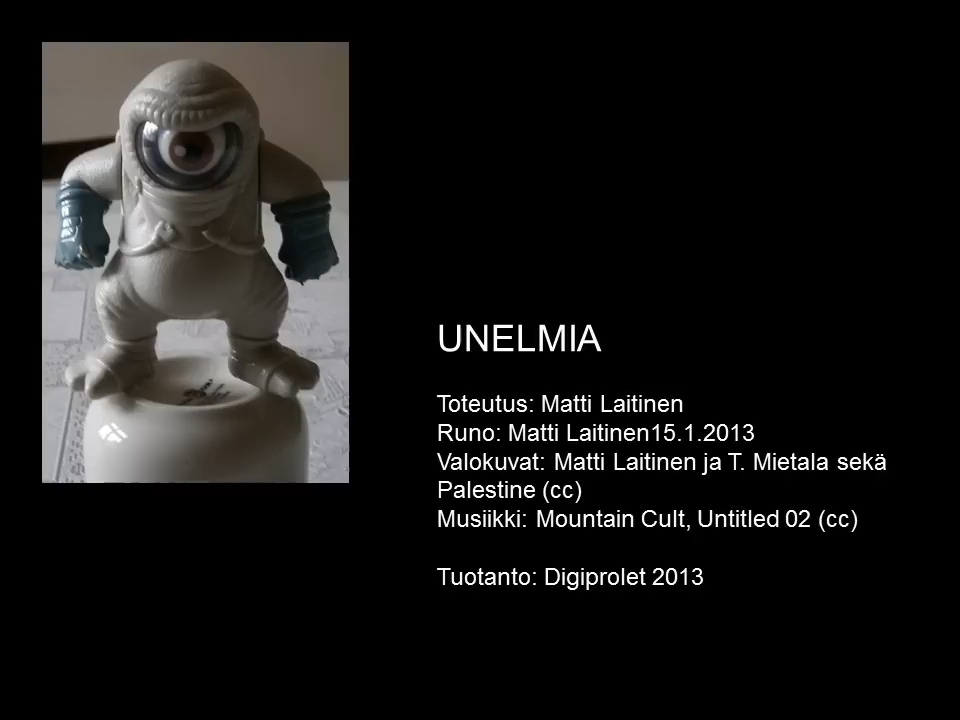 UNELMIA
Toteutus: Matti Laitinen
Runo: Matti Laitinen15.1.2013
Valokuvat: Matti Laitinen ja T. Mietala sekä
Palestine (cc)
Musiikki: Mountain Cult, Untitled 02 (cc)
Tuotanto: Digiprolet 2013